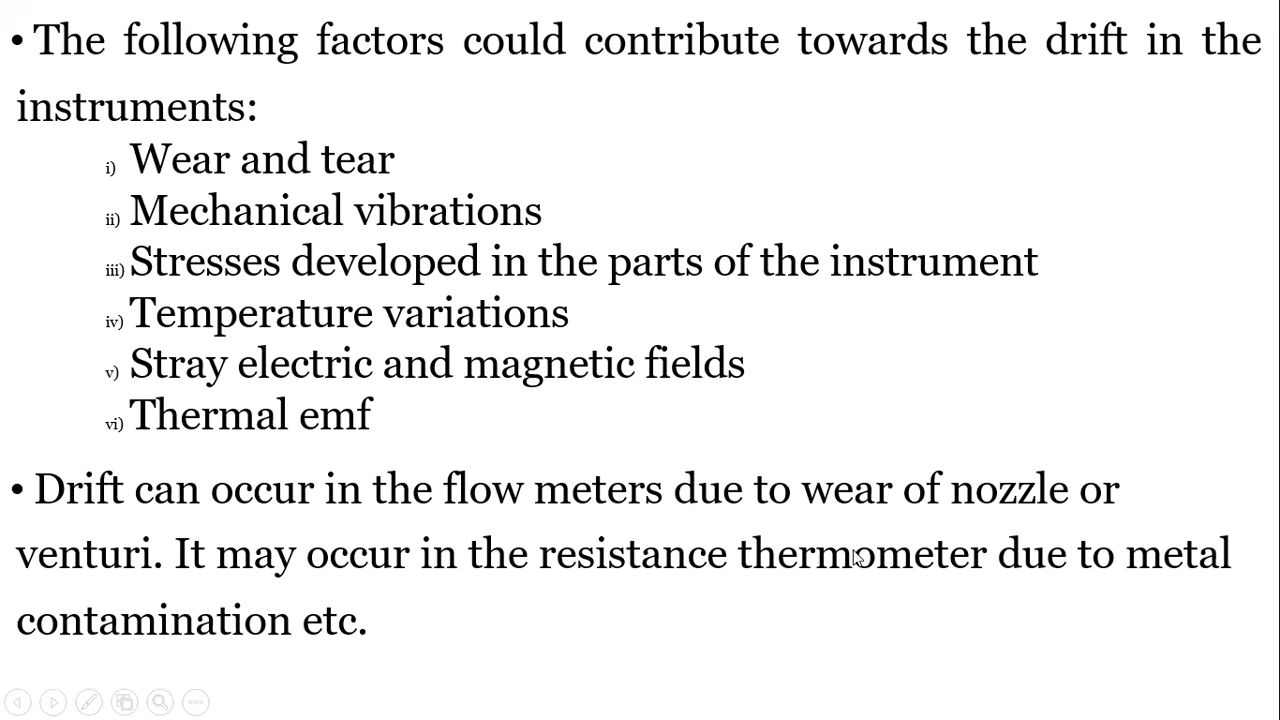 • The following factors could contribute towards the drift in the
instruments:
i) Wear and tear
ii) Mechanical vibrations
iii) Stresses developed in the parts of the instrument
iv) Temperature variations
v) Stray electric and magnetic fields
vi) Thermal emf
• Drift can occur in the flow meters due to wear of nozzle or
venturi. It may occur in the resistance thermometer due to metal
contamination etc.